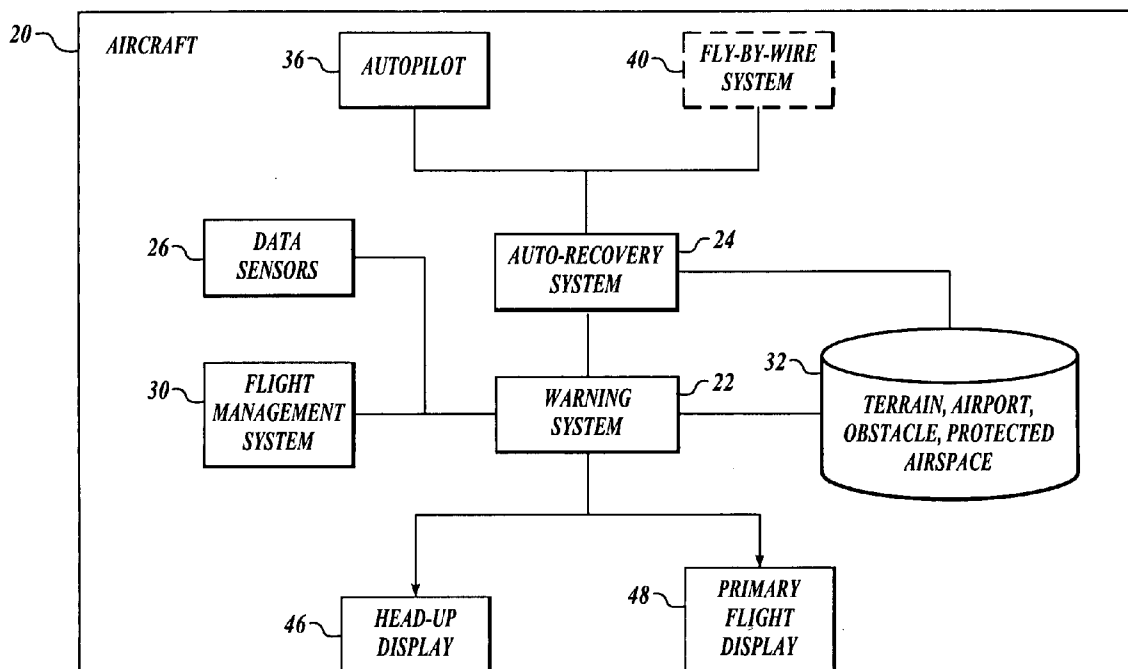 20
AIRCRAFT
36
AUTOPILOT
40
FLY-BY-WIRE
SYSTEM
26
DATA
SENSORS
AUTO-RECOVERY
SYSTEM
24
30
FLIGHT
MANAGEMENT
SYSTEM
WARNING
SYSTEM
22
32
TERRAIN, AIRPORT,
OBSTACLE, PROTECTED
AIRSPACE
46
HEAD-UP
DISPLAY
48
PRIMARY
FLIGHT
DISPLAY